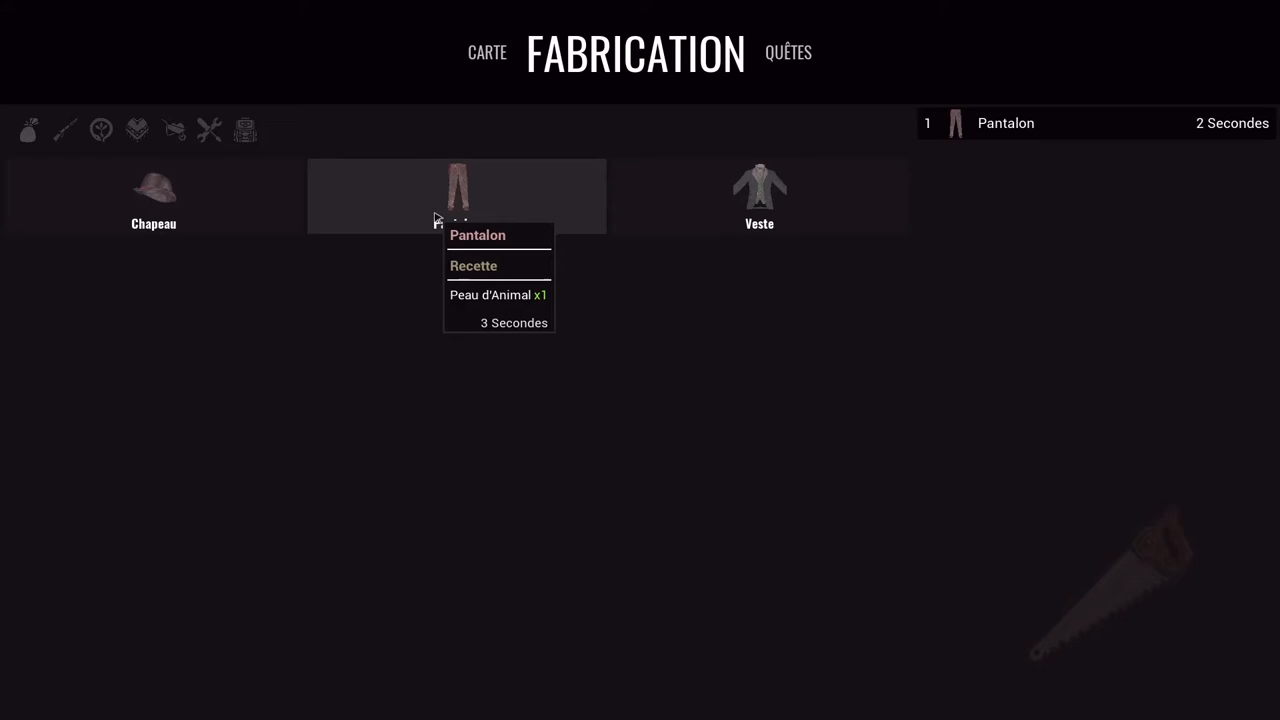 CARTE FABRICATION QUÊTES
1 Pantalon 2 Secondes
Chapeau
Veste
Pantalon
Recette
Peau d'Animal x1
3 Secondes